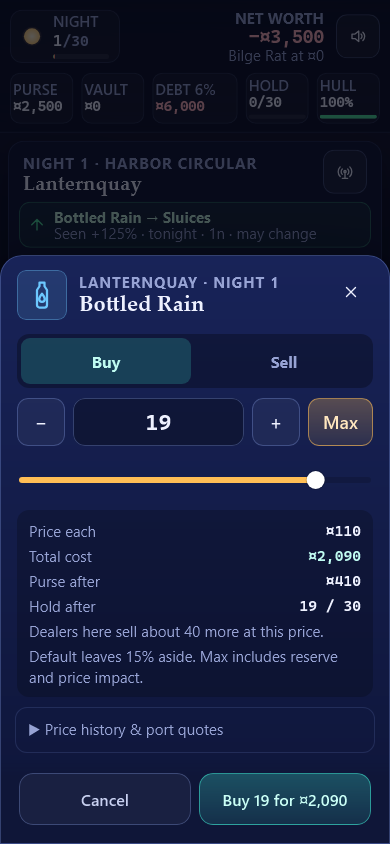 NIGHT
1/30
NET WORTH
−¤3,500
Bilge Rat at ¤0
PURSE
¤2,500
VAULT
¤0
DEBT 6%
¤6,000
HOLD
0/30
HULL
100%
NIGHT 1 · HARBOR CIRCULAR
Lanternquay
Bottled Rain → Sluices
Seen +125% · tonight · 1n · may change
LANTERNQUAY · NIGHT 1
Bottled Rain
×
Buy
Sell
−
19
+
Max
Price each
¤110
Total cost
¤2,090
Purse after
¤410
Hold after
19 / 30
Dealers here sell about 40 more at this price.
Default leaves 15% aside. Max includes reserve
and price impact.
▶ Price history & port quotes
Cancel
Buy 19 for ¤2,090